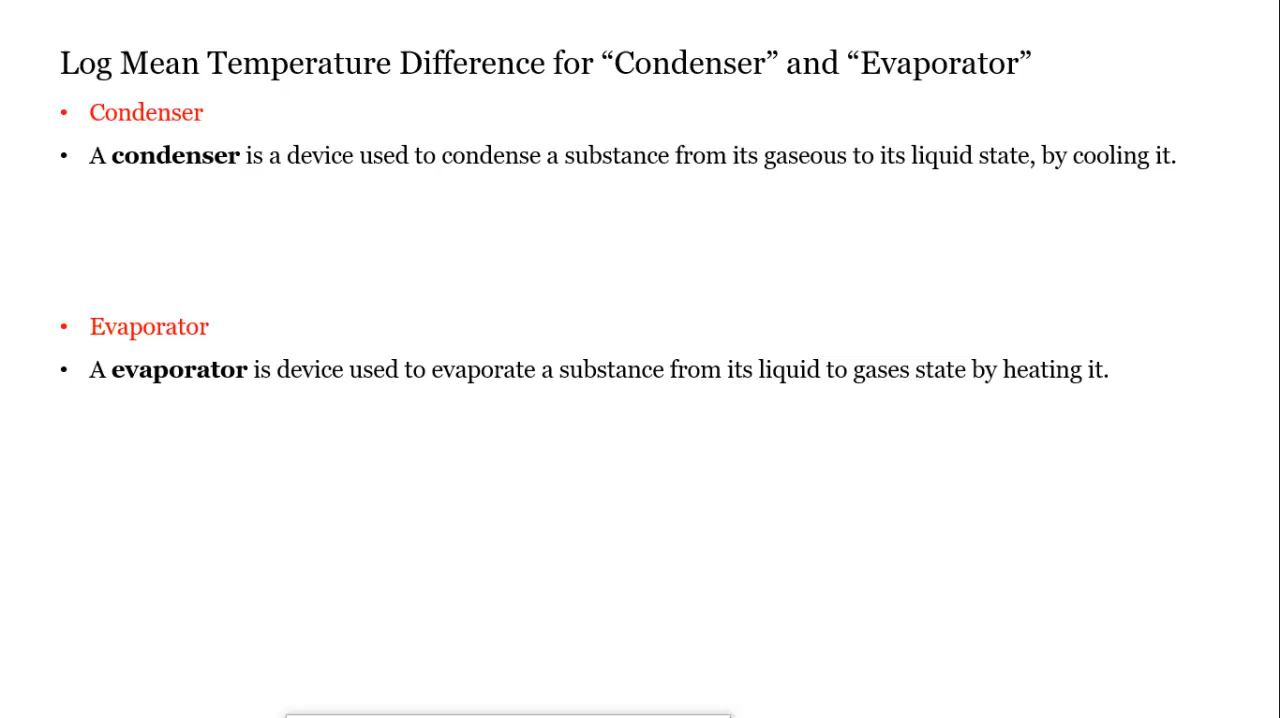 Log Mean Temperature Difference for “Condenser” and “Evaporator”
• Condenser
• A condenser is a device used to condense a substance from its gaseous to its liquid state, by cooling it.
• Evaporator
• A evaporator is device used to evaporate a substance from its liquid to gases state by heating it.